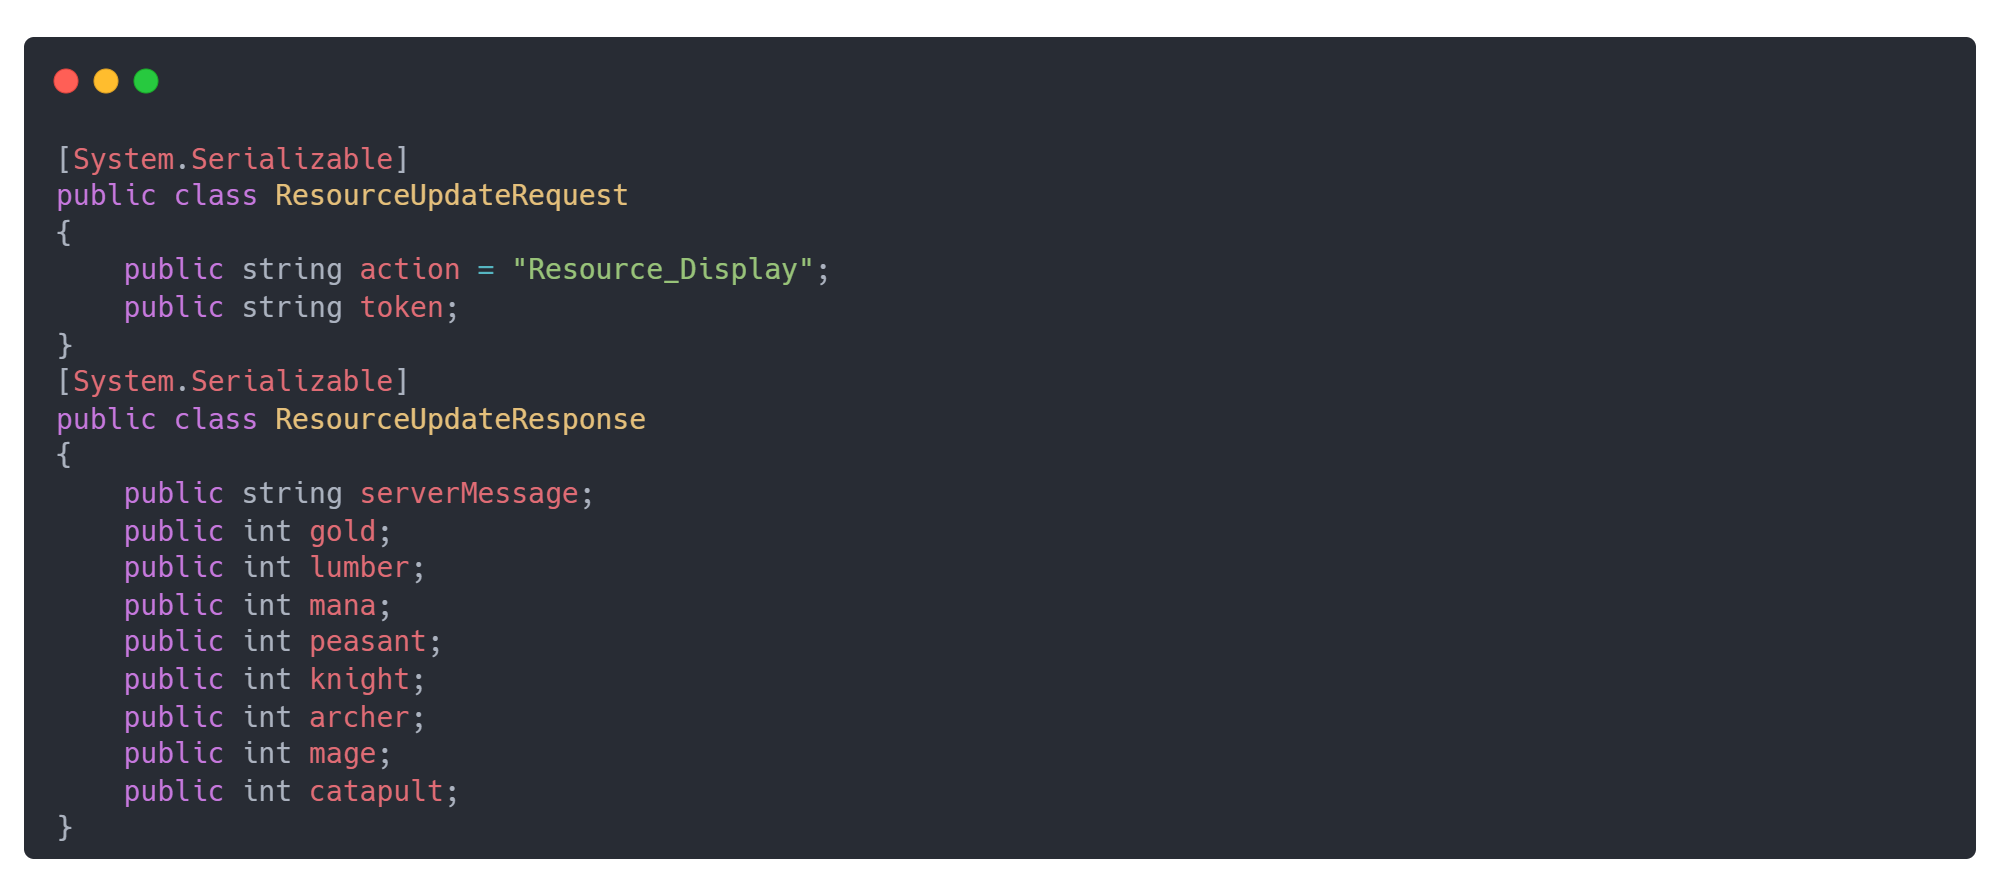 [System.Serializable]
public class ResourceUpdateRequest
{
    public string action = "Resource_Display";
    public string token;
}
[System.Serializable]
public class ResourceUpdateResponse
{
    public string serverMessage;
    public int gold;
    public int lumber;
    public int mana;
    public int peasant;
    public int knight;
    public int archer;
    public int mage;
    public int catapult;
}